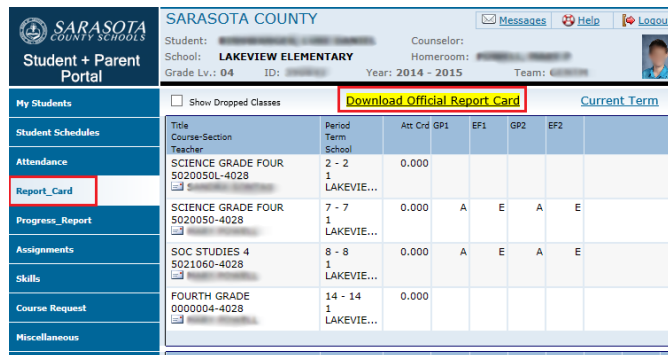 SARASOTA
COUNTY SCHOOLS
Student + Parent
Portal
My Students
Student Schedules
Attendance
Report_Card
Progress_Report
Assignments
Skills
Course Request
Miscellaneous
SARASOTA COUNTY
Messages Help Logou
Student: Counselor:
School: LAKEVIEW ELEMENTARY Homeroom:
Grade Lv.: 04 ID: Year: 2014 - 2015 Team:
Show Dropped Classes Download Official Report Card Current Term
Title Period Att Crd GP1 EF1 GP2 EF2
Course-Section Term
Teacher School
SCIENCE GRADE FOUR 2 - 2 0.000
5020050L-4028 1
LAKEVIE...
SCIENCE GRADE FOUR 7 - 7 0.000 A E A E
5020050-4028 1
LAKEVIE...
SOC STUDIES 4 8 - 8 0.000 A E A E
5021060-4028 1
LAKEVIE...
FOURTH GRADE 14 - 14 0.000
0000004-4028 1
LAKEVIE...